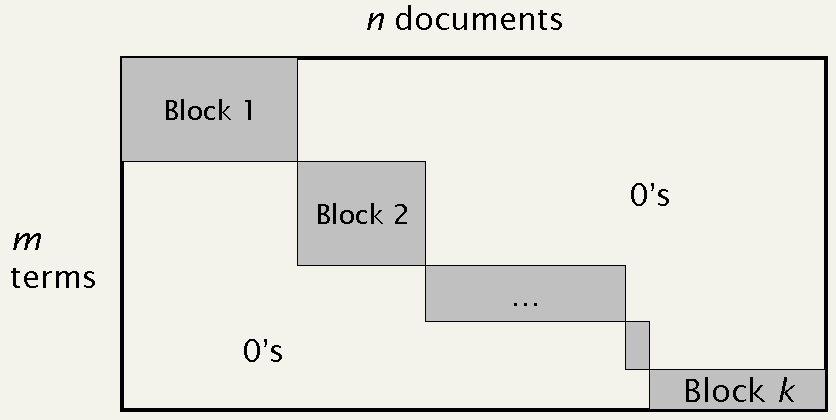 n documents
Block 1
0's
Block 2
m
terms
...
0's
Block k